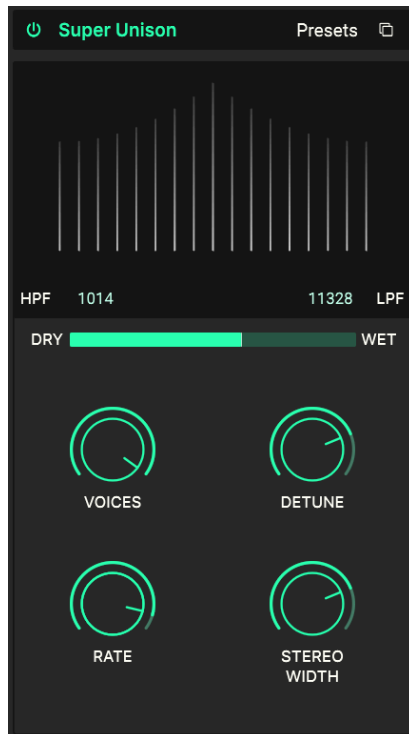 Super Unison Presets
HPF 1014 11328 LPF
DRY WET
VOICES DETUNE
RATE STEREO
WIDTH